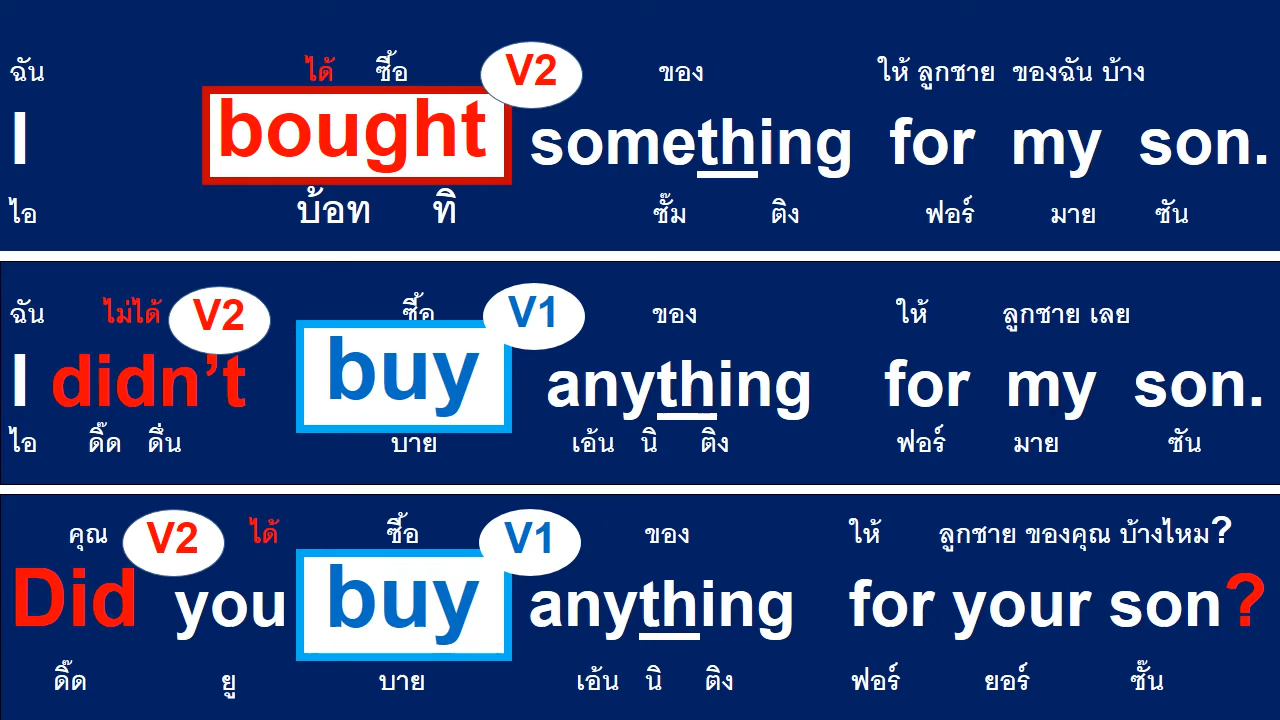 ฉัน ได้ ซื้อ V2 ของ ให้ ลูกชาย ของฉัน บ้าง
I bought something for my son.
ไอ บ้อท ทิ ซั๊ม ติง ฟอร์ มาย ซัน
ฉัน ไม่ได้ V2 ซื้อ V1 ของ ให้ ลูกชาย เลย
I didn't buy anything for my son.
ไอ ดิ๊ด ดึ่น บาย เอ้น นิ ติง ฟอร์ มาย ซัน
คุณ V2 ได้ ซื้อ V1 ของ ให้ ลูกชาย ของคุณ บ้างไหม?
Did you buy anything for your son?
ดิ๊ด ยู บาย เอ้น นิ ติง ฟอร์ ยอร์ ซั๊น